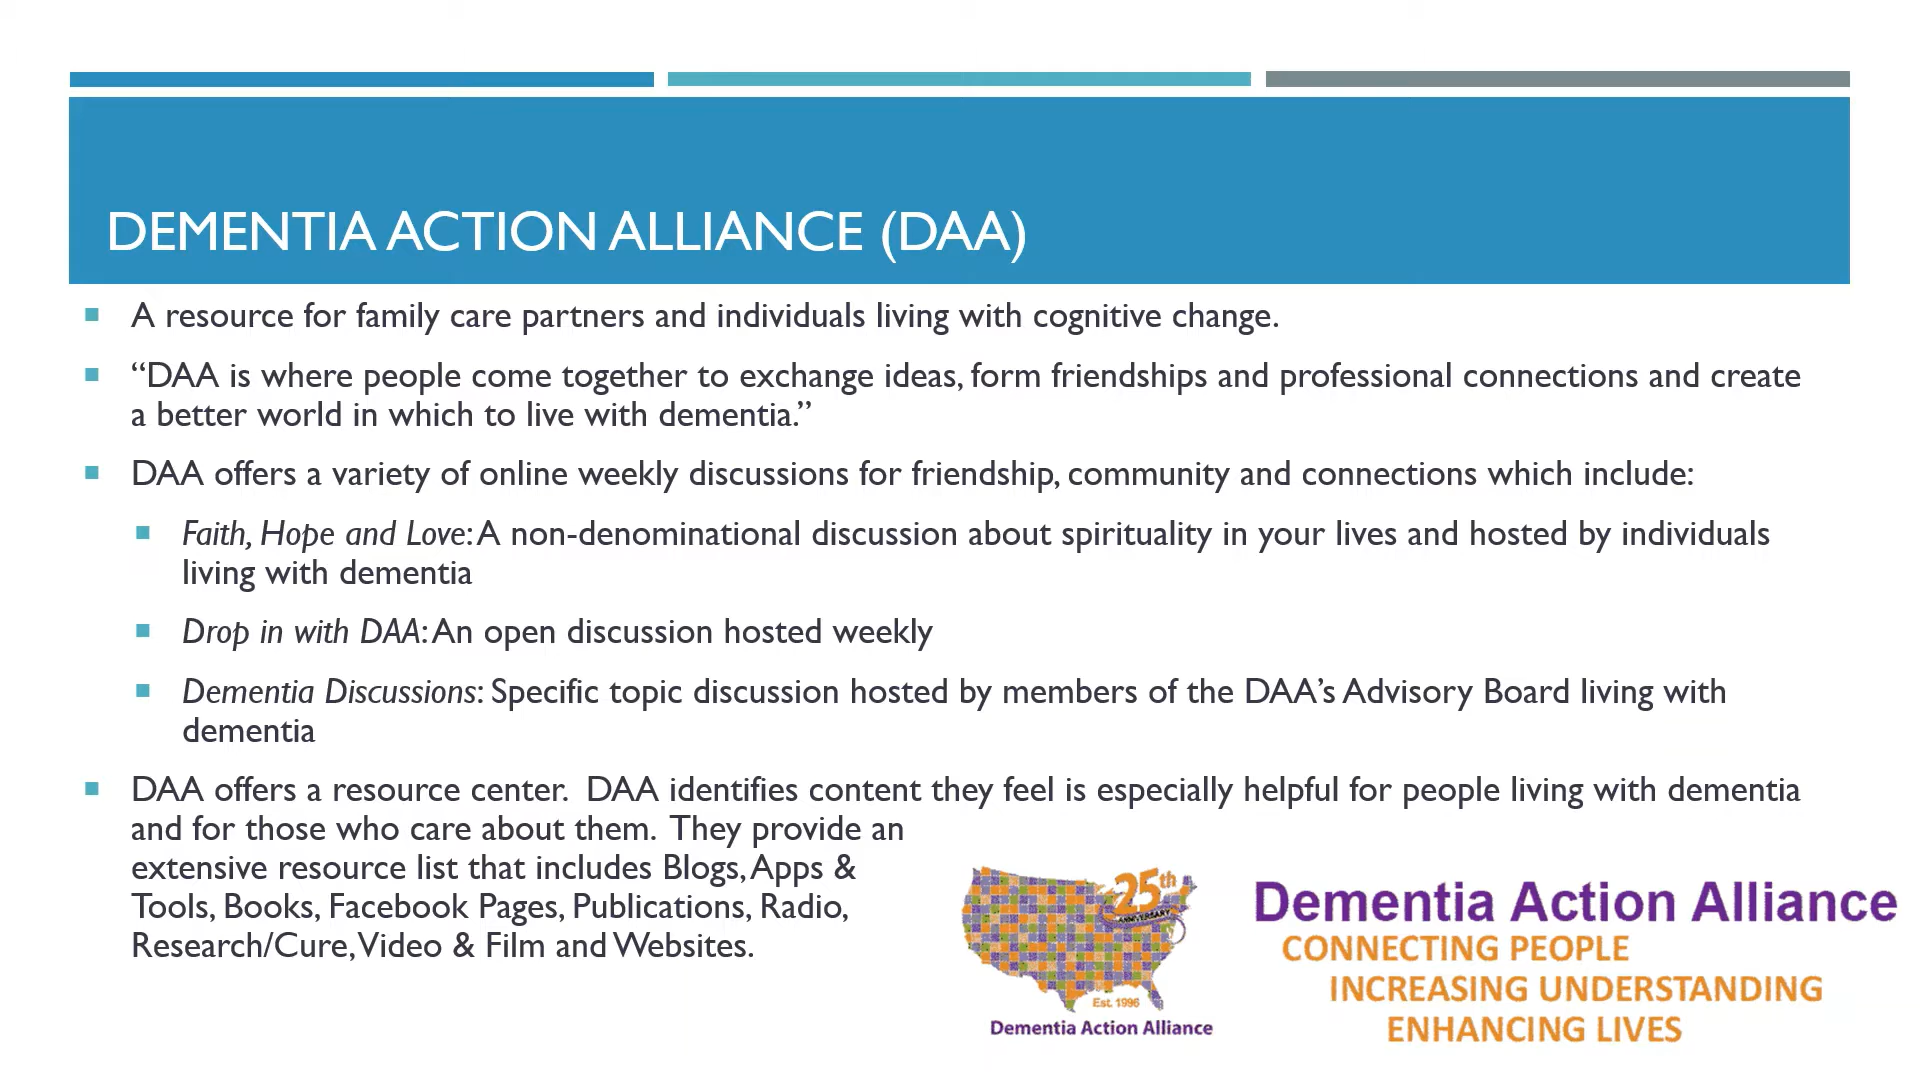 DEMENTIA ACTION ALLIANCE (DAA)
A resource for family care partners and individuals living with cognitive change.
“DAA is where people come together to exchange ideas, form friendships and professional connections and create
a better world in which to live with dementia.”
DAA offers a variety of online weekly discussions for friendship, community and connections which include:
Faith, Hope and Love: A non-denominational discussion about spirituality in your lives and hosted by individuals
living with dementia
Drop in with DAA: An open discussion hosted weekly
Dementia Discussions: Specific topic discussion hosted by members of the DAA’s Advisory Board living with
dementia
DAA offers a resource center.  DAA identifies content they feel is especially helpful for people living with dementia
and for those who care about them.  They provide an
extensive resource list that includes Blogs, Apps &
Tools, Books, Facebook Pages, Publications, Radio,
Research/Cure, Video & Film and Websites.
25th
ANNIVERSARY
Est. 1996
Dementia Action Alliance
Dementia Action Alliance
CONNECTING PEOPLE
INCREASING UNDERSTANDING
ENHANCING LIVES